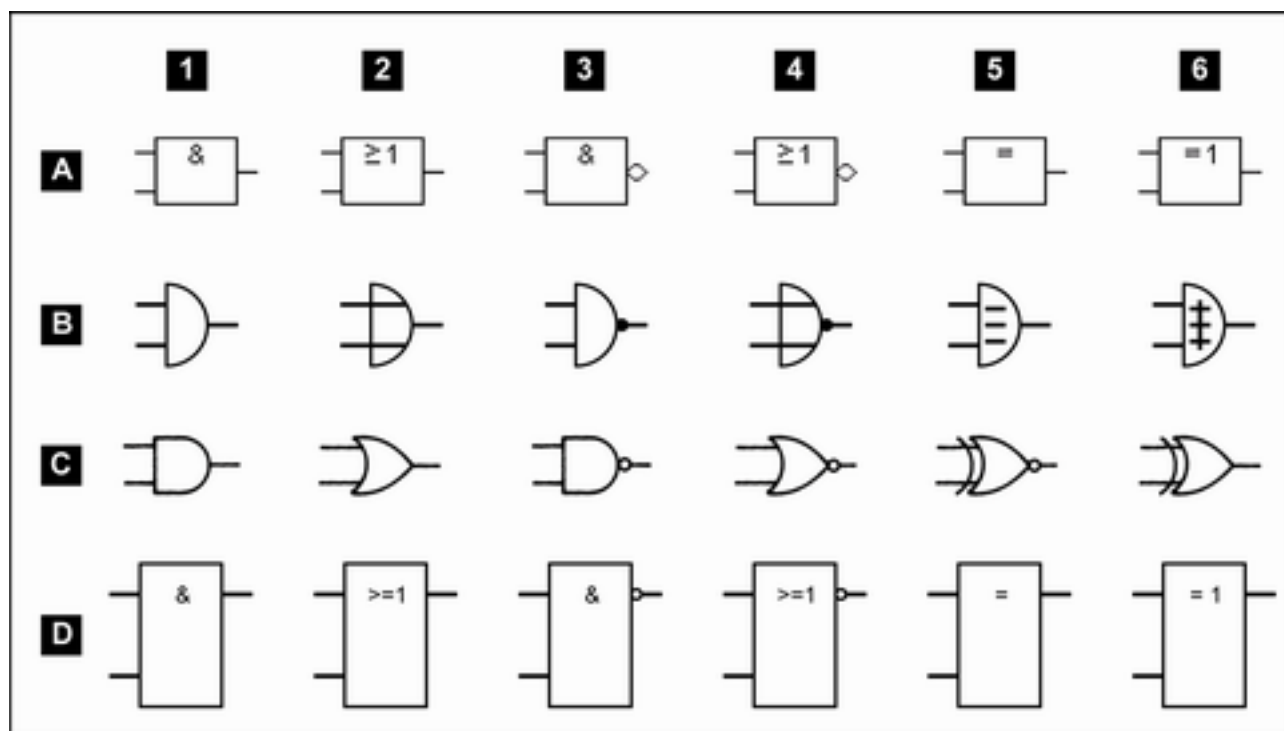 1 2 3 4 5 6
A & ≥1 & ≥1 = =1
B
C
D & >=1 & >=1 = = 1